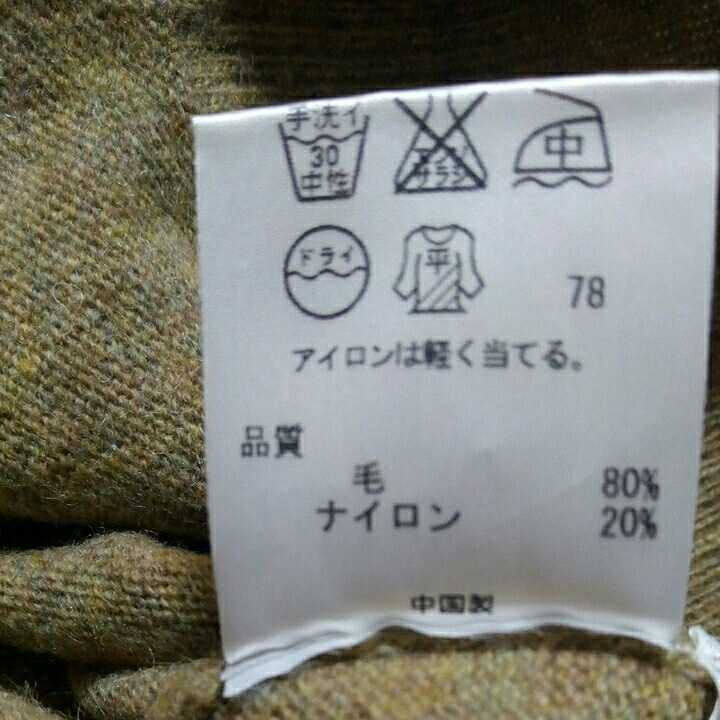 手洗イ
30
中性
エンソ
サラシ
中
ドライ
平
78
アイロンは軽く当てる。
品質
毛 80%
ナイロン 20%
中国製